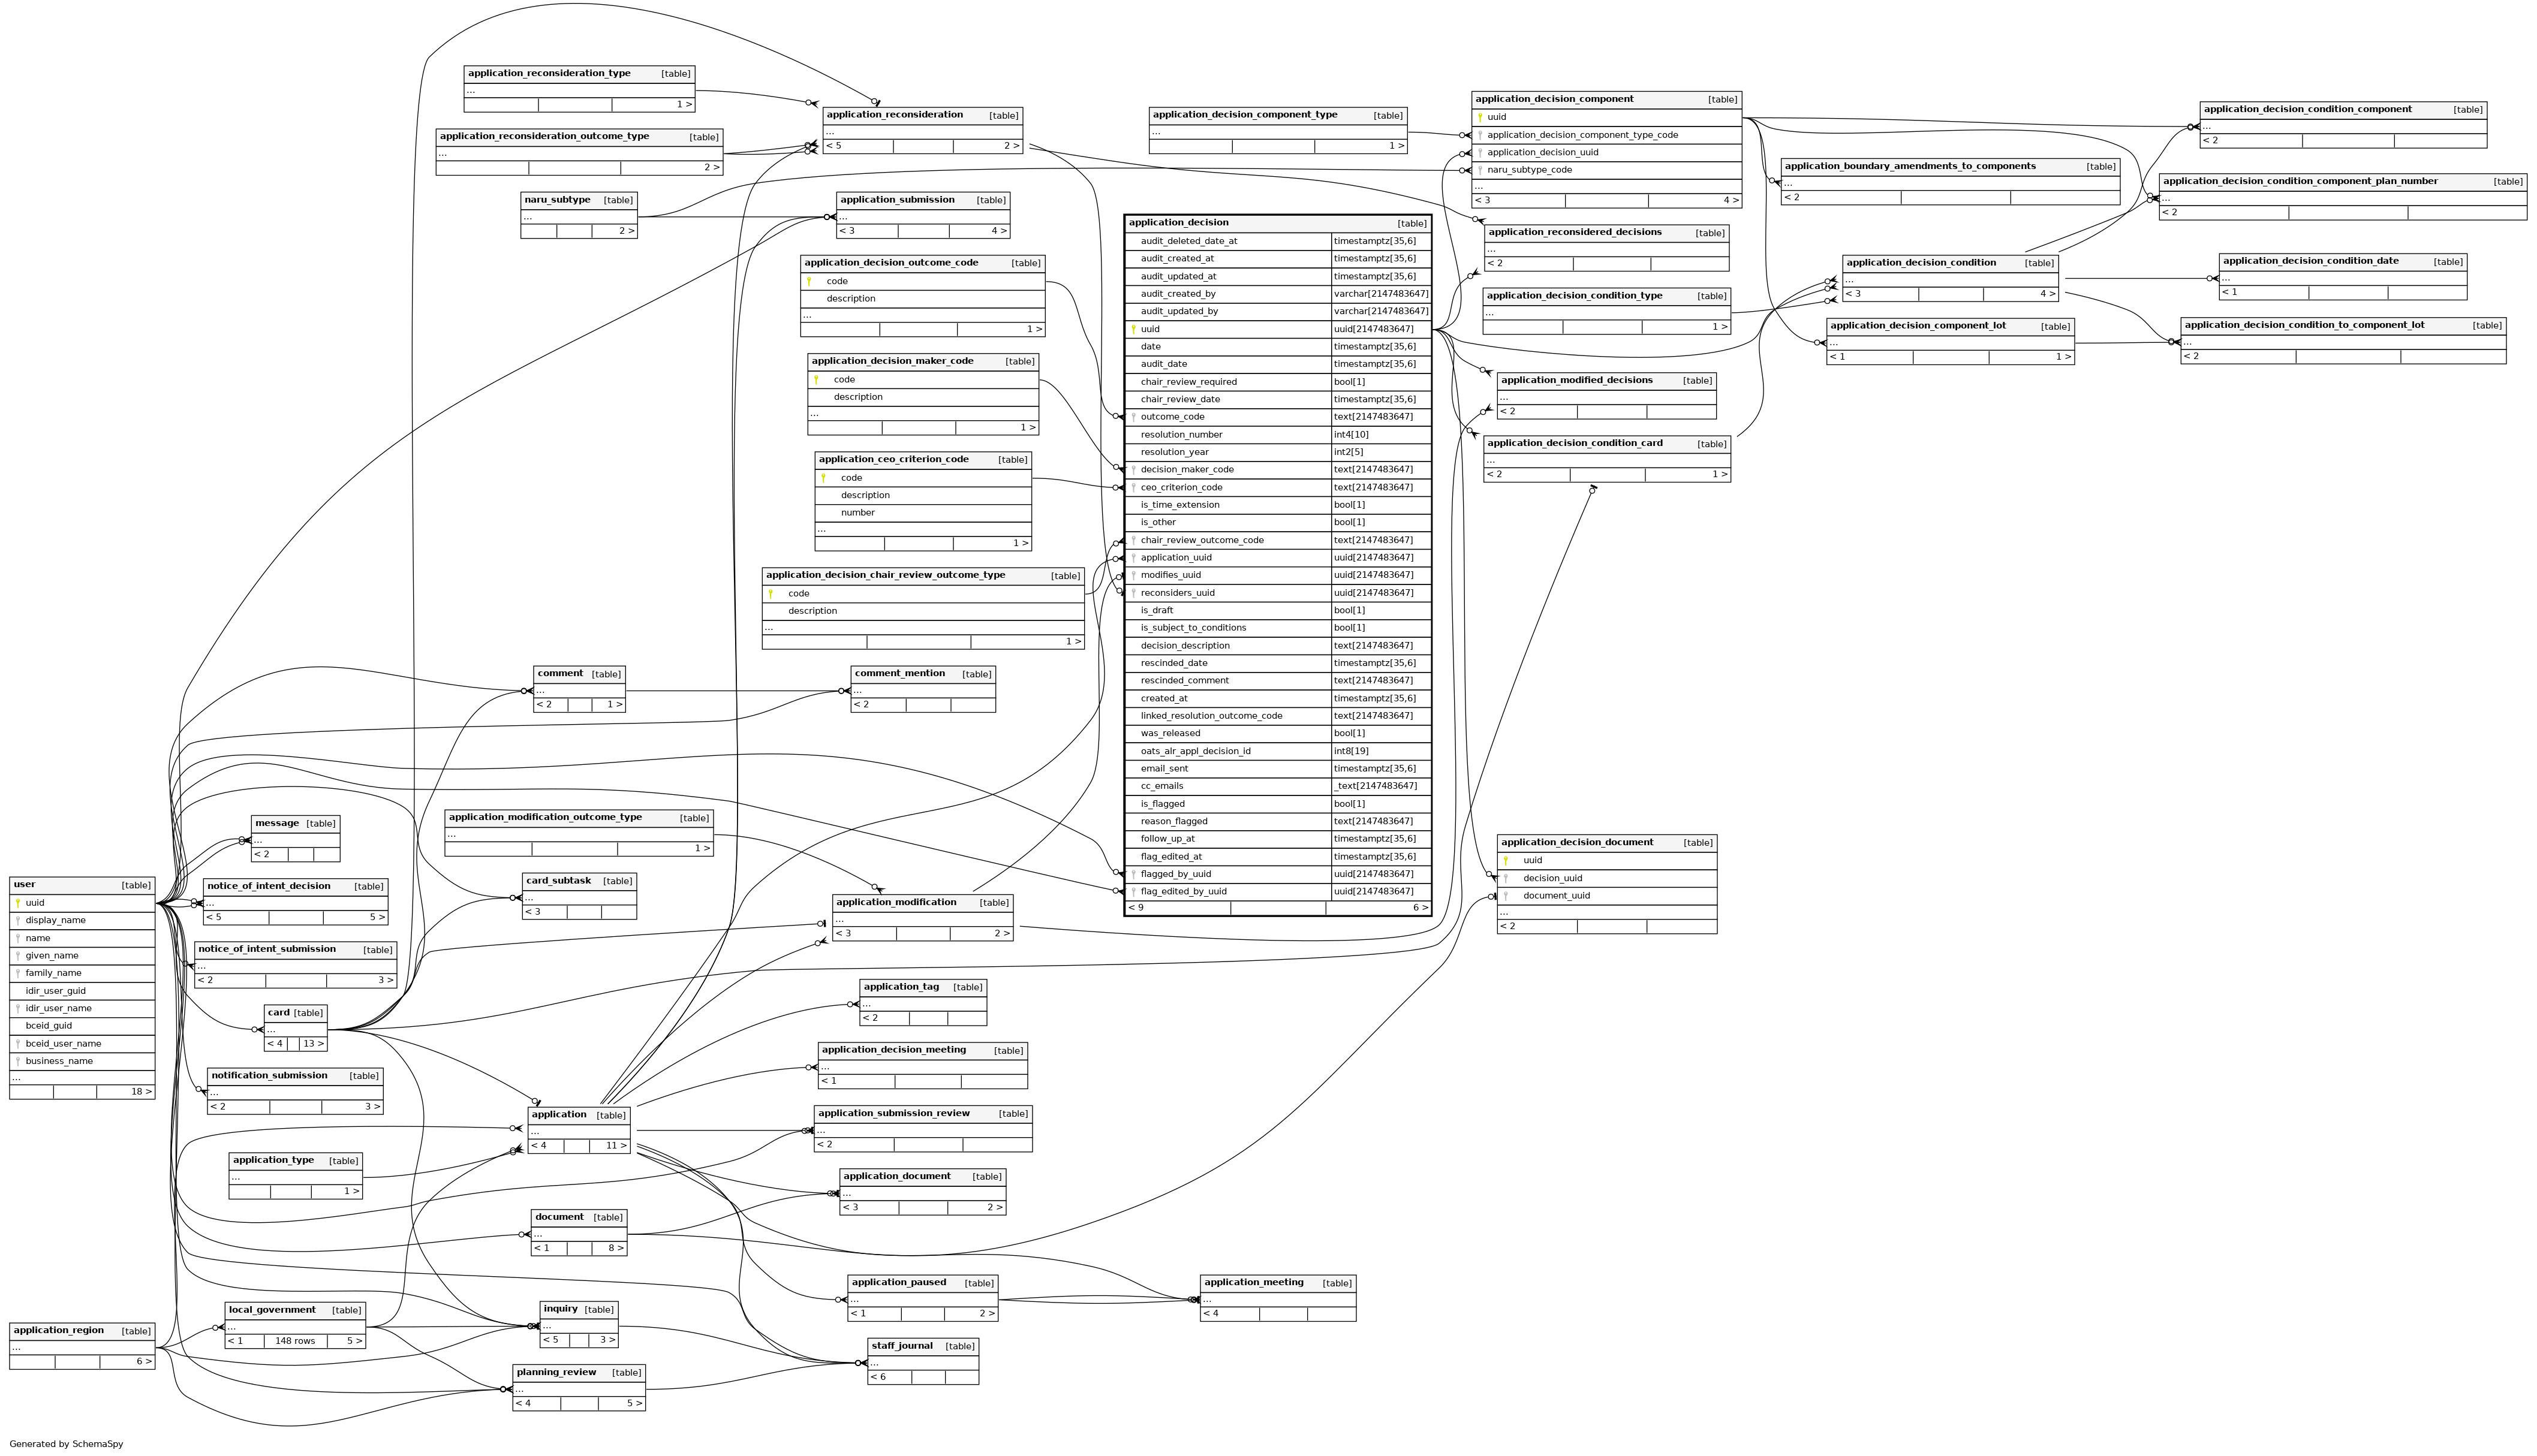 application_reconsideration_type [table]
...
1 >
application_reconsideration_outcome_type [table]
...
2 >
naru_subtype [table]
...
2 >
application_reconsideration [table]
...
< 5 2 >
application_submission [table]
...
< 3 4 >
application_decision_outcome_code [table]
code
description
...
1 >
application_decision_maker_code [table]
code
description
...
1 >
application_ceo_criterion_code [table]
code
description
number
...
1 >
application_decision_chair_review_outcome_type [table]
code
description
...
1 >
application_decision_component_type [table]
...
1 >
application_decision [table]
audit_deleted_date_at timestamptz[35,6]
audit_created_at timestamptz[35,6]
audit_updated_at timestamptz[35,6]
audit_created_by varchar[2147483647]
audit_updated_by varchar[2147483647]
uuid uuid[2147483647]
date timestamptz[35,6]
audit_date timestamptz[35,6]
chair_review_required bool[1]
chair_review_date timestamptz[35,6]
outcome_code text[2147483647]
resolution_number int4[10]
resolution_year int2[5]
decision_maker_code text[2147483647]
ceo_criterion_code text[2147483647]
is_time_extension bool[1]
is_other bool[1]
chair_review_outcome_code text[2147483647]
application_uuid uuid[2147483647]
modifies_uuid uuid[2147483647]
reconsiders_uuid uuid[2147483647]
is_draft bool[1]
is_subject_to_conditions bool[1]
decision_description text[2147483647]
rescinded_date timestamptz[35,6]
rescinded_comment text[2147483647]
created_at timestamptz[35,6]
linked_resolution_outcome_code text[2147483647]
was_released bool[1]
oats_alr_appl_decision_id int8[19]
email_sent timestamptz[35,6]
cc_emails _text[2147483647]
is_flagged bool[1]
reason_flagged text[2147483647]
follow_up_at timestamptz[35,6]
flag_edited_at timestamptz[35,6]
flagged_by_uuid uuid[2147483647]
flag_edited_by_uuid uuid[2147483647]
< 9 6 >
application_decision_component [table]
uuid
application_decision_component_type_code
application_decision_uuid
naru_subtype_code
...
< 3 4 >
application_reconsidered_decisions [table]
...
< 2
application_decision_condition_type [table]
...
1 >
application_modified_decisions [table]
...
< 2
application_decision_condition_card [table]
...
< 2 1 >
application_decision_document [table]
uuid
decision_uuid
document_uuid
...
< 2
application_boundary_amendments_to_components [table]
...
< 2
application_decision_condition [table]
...
< 3 4 >
application_decision_component_lot [table]
...
< 1 1 >
application_decision_condition_component [table]
...
< 2
application_decision_condition_component_plan_number [table]
...
< 2
application_decision_condition_date [table]
...
< 1
application_decision_condition_to_component_lot [table]
...
< 2
comment [table]
...
< 2 1 >
comment_mention [table]
...
< 2
message [table]
...
< 2
application_modification_outcome_type [table]
...
1 >
user [table]
uuid
display_name
name
given_name
family_name
idir_user_guid
idir_user_name
bceid_guid
bceid_user_name
business_name
...
18 >
notice_of_intent_decision [table]
...
< 5 5 >
notice_of_intent_submission [table]
...
< 2 3 >
card [table]
...
< 4 13 >
notification_submission [table]
...
< 2 3 >
card_subtask [table]
...
< 3
application_modification [table]
...
< 3 2 >
application_tag [table]
...
< 2
application_decision_meeting [table]
...
< 1
application [table]
...
< 4 11 >
application_submission_review [table]
...
< 2
application_type [table]
...
1 >
application_document [table]
...
< 3 2 >
document [table]
...
< 1 8 >
application_paused [table]
...
< 1 2 >
application_meeting [table]
...
< 4
local_government [table]
...
< 1 148 rows 5 >
inquiry [table]
...
< 5 3 >
application_region [table]
...
6 >
staff_journal [table]
...
< 6
planning_review [table]
...
< 4 5 >
Generated by SchemaSpy